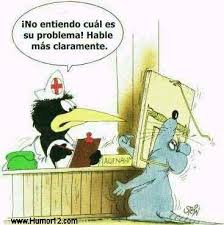 ¡No entiendo cuál es
su problema! Hable
más claramente.
www.Humor12.com